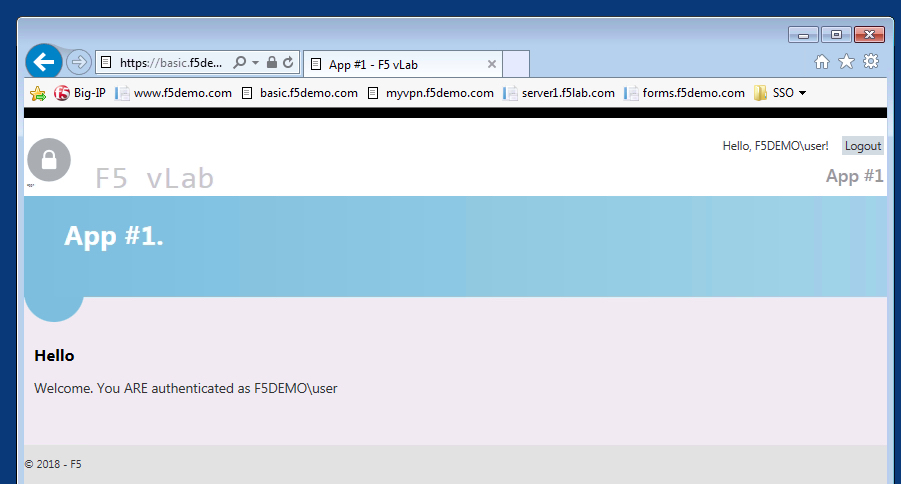 https://basic.f5de...
App #1 - F5 vLab
Big-IP www.f5demo.com basic.f5demo.com myvpn.f5demo.com server1.f5lab.com forms.f5demo.com SSO
Hello, F5DEMO\user! Logout
F5 vLab
App #1
App #1.
Hello
Welcome. You ARE authenticated as F5DEMO\user
© 2018 - F5